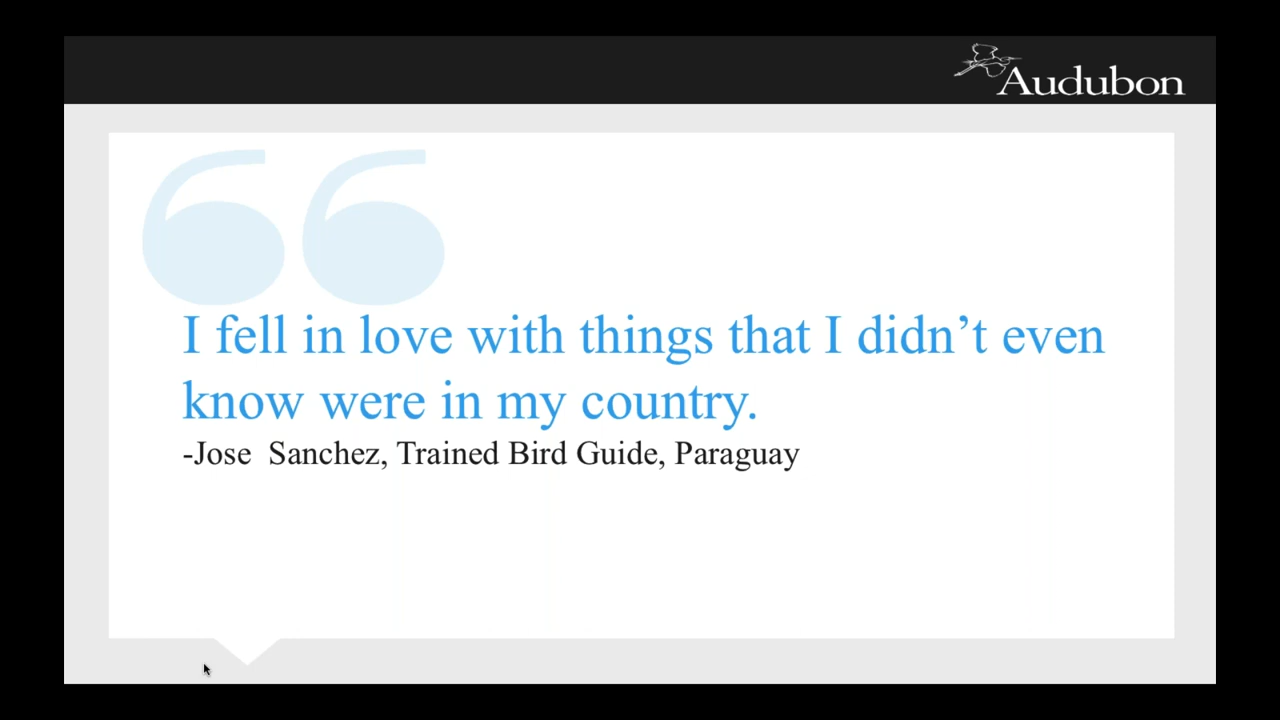 Audubon
I fell in love with things that I didn’t even
know were in my country.
-Jose  Sanchez, Trained Bird Guide, Paraguay